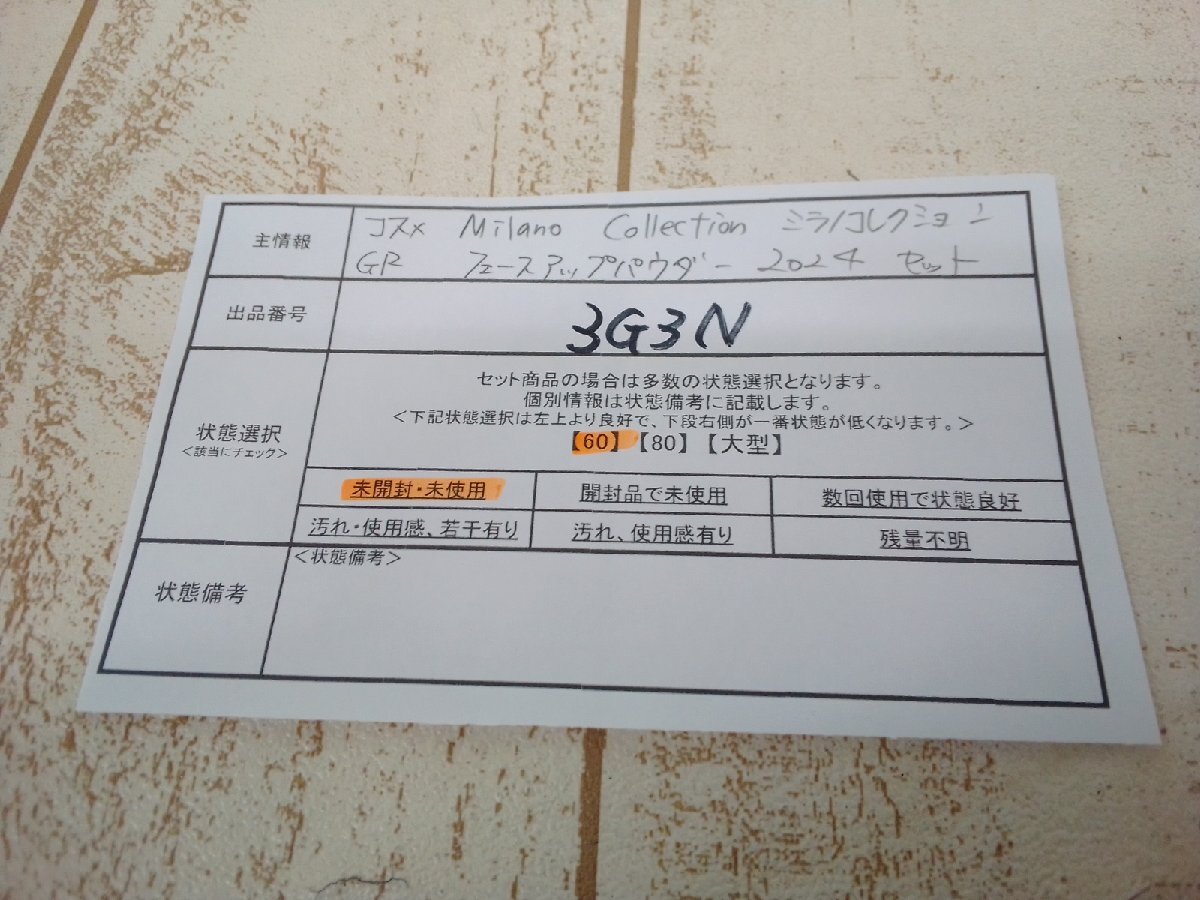 主情報
コスメ Milano Collection ミラノコレクション
GR フェースアップパウダー 2024 セット
出品番号
3G3N
状態選択
<該当にチェック>
セット商品の場合は多数の状態選択となります。
個別情報は状態備考に記載します。
<下記状態選択は左上より良好で、下段右側が一番状態が低くなります。>
【60】【80】【大型】
未開封・未使用 開封品で未使用 数回使用で状態良好
汚れ・使用感、若干有り 汚れ、使用感有り 残量不明
状態備考
<状態備考>